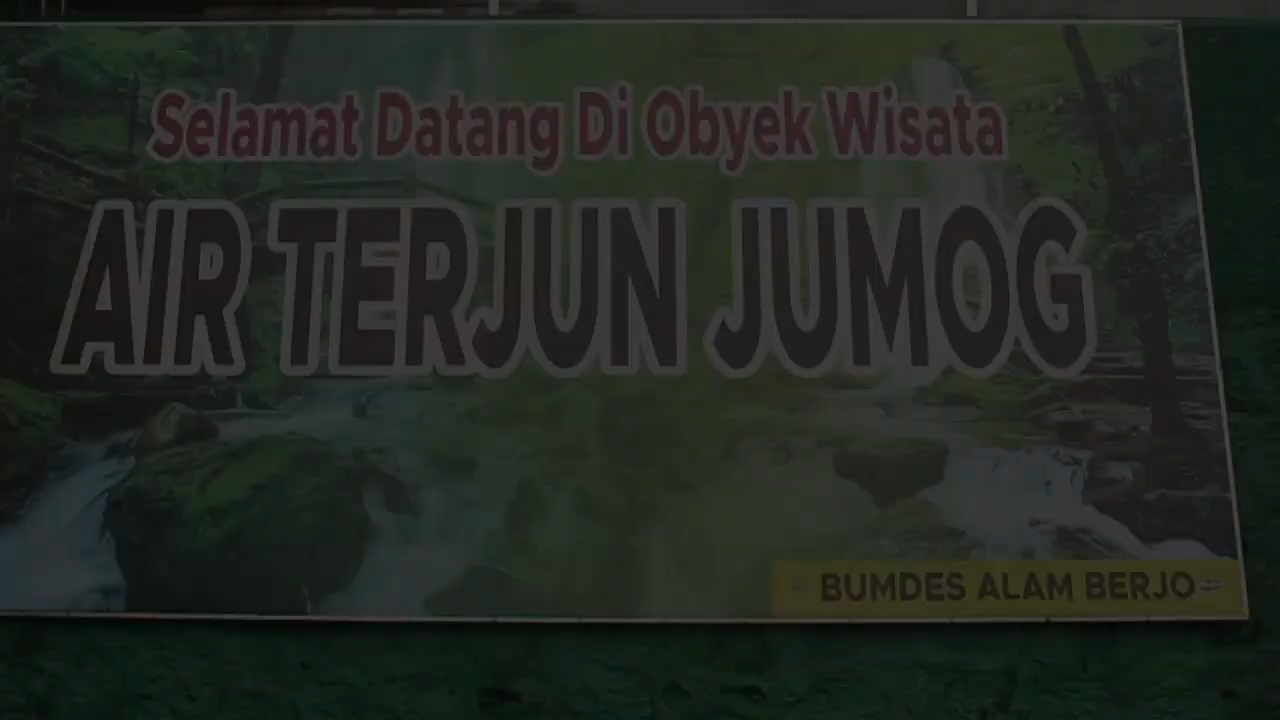 Selamat Datang Di Obyek Wisata
AIR TERJUN JUMOG
BUMDES ALAM BERJO